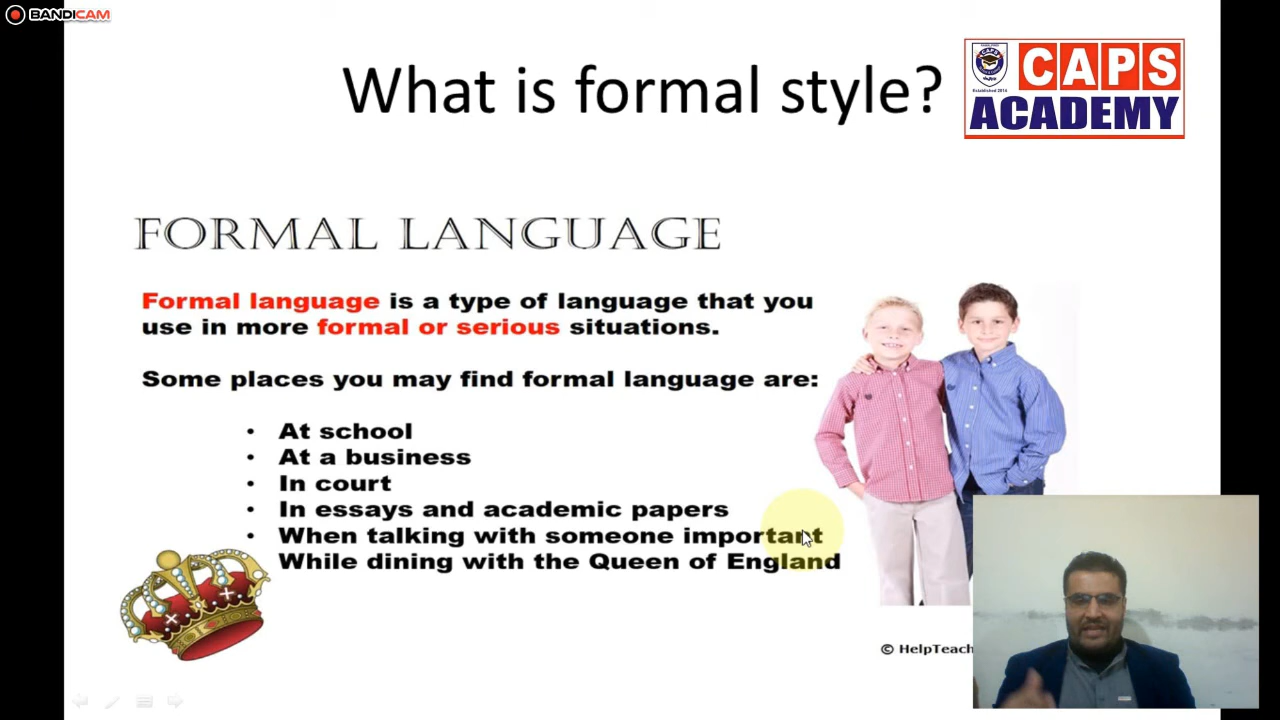 BANDICAM
What is formal style?
CAPS
ACADEMY
Established 2014
FORMAL LANGUAGE
Formal language is a type of language that you
use in more formal or serious situations.
Some places you may find formal language are:
• At school
• At a business
• In court
• In essays and academic papers
• When talking with someone important
While dining with the Queen of England
© HelpTeach